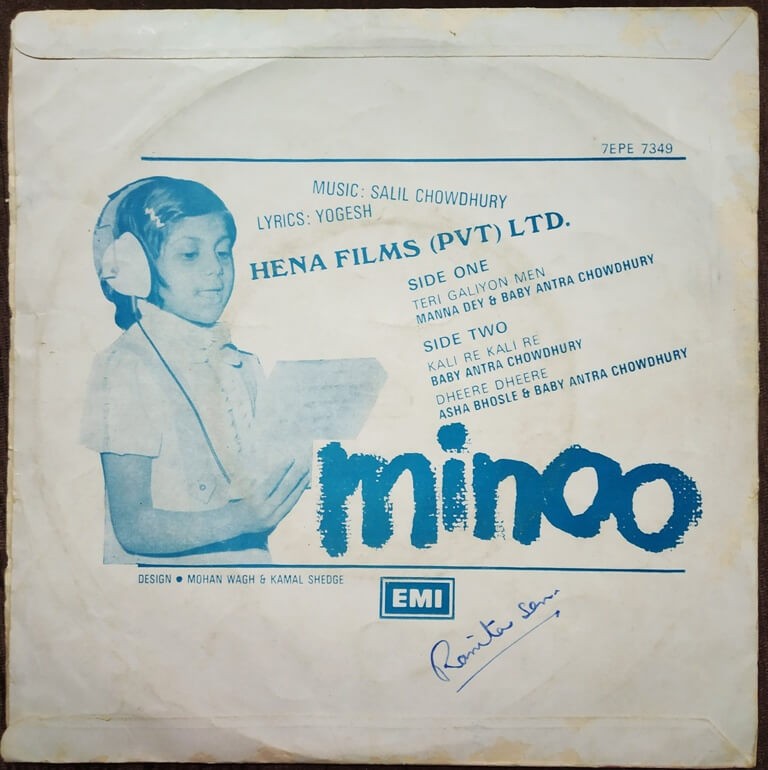 7EPE 7349
MUSIC: SALIL CHOWDHURY
LYRICS: YOGESH
HENA FILMS (PVT) LTD.
SIDE ONE
TERI GALIYON MEN
MANNA DEY & BABY ANTRA CHOWDHURY
SIDE TWO
KALI RE KALI RE
BABY ANTRA CHOWDHURY
DHEERE DHEERE
ASHA BHOSLE & BABY ANTRA CHOWDHURY
minoo
DESIGN ● MOHAN WAGH & KAMAL SHEDGE
EMI
Ranita Sen.